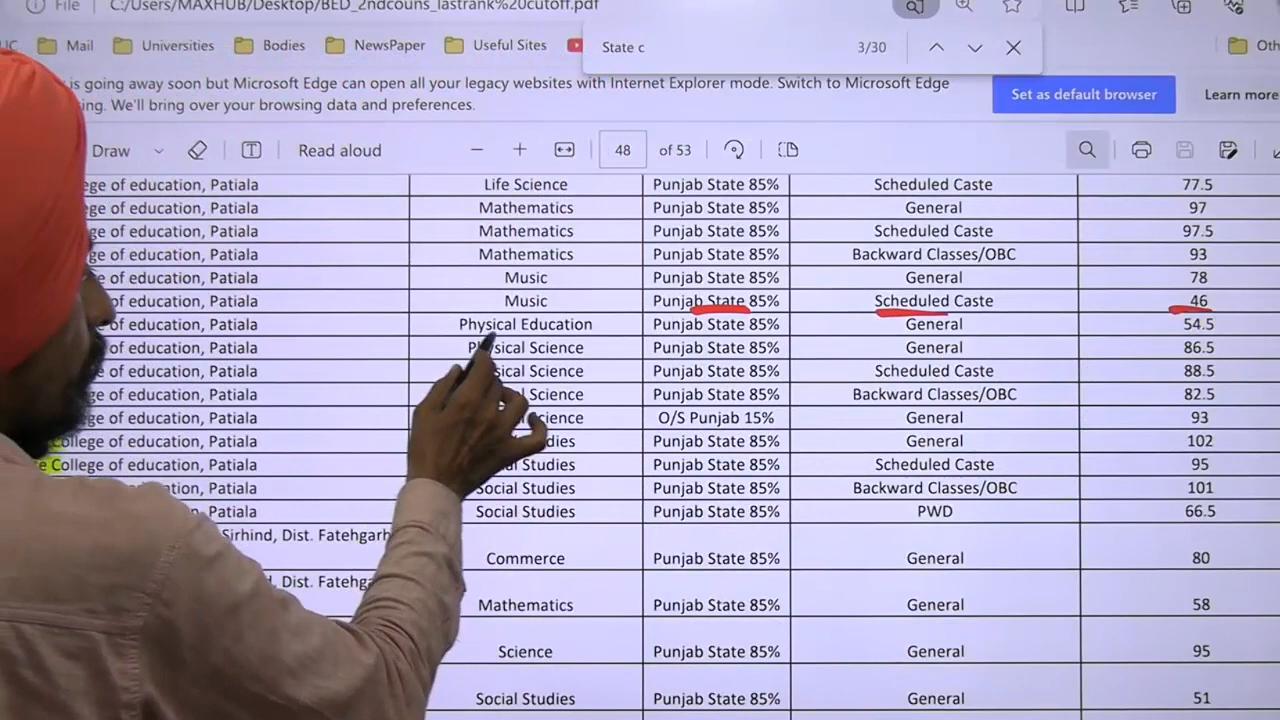 File C:/Users/MAXHUB/Desktop/BED_2ndcouns_lastrank%20cutoff.pdf
Mail Universities Bodies NewsPaper Useful Sites State c 3/30
is going away soon but Microsoft Edge can open all your legacy websites with Internet Explorer mode. Switch to Microsoft Edge
We'll bring over your browsing data and preferences. Set as default browser Learn more
Draw Read aloud 48 of 53
ege of education, Patiala Life Science Punjab State 85% Scheduled Caste 77.5
ege of education, Patiala Mathematics Punjab State 85% General 97
ege of education, Patiala Mathematics Punjab State 85% Scheduled Caste 97.5
ege of education, Patiala Mathematics Punjab State 85% Backward Classes/OBC 93
ege of education, Patiala Music Punjab State 85% General 78
ege of education, Patiala Music Punjab State 85% Scheduled Caste 46
ege of education, Patiala Physical Education Punjab State 85% General 54.5
ege of education, Patiala Physical Science Punjab State 85% General 86.5
ege of education, Patiala Science Punjab State 85% Scheduled Caste 88.5
ege of education, Patiala Science Punjab State 85% Backward Classes/OBC 82.5
ollege of education, Patiala O/S Punjab 15% General 93
College of education, Patiala Punjab State 85% General 102
e College of education, Patiala Studies Punjab State 85% Scheduled Caste 95
Patiala Social Studies Punjab State 85% Backward Classes/OBC 101
Patiala Social Studies Punjab State 85% PWD 66.5
Sirhind, Dist. Fatehgarh
Commerce Punjab State 85% General 80
Dist. Fatehga
Mathematics Punjab State 85% General 58
Science Punjab State 85% General 95
Social Studies Punjab State 85% General 51